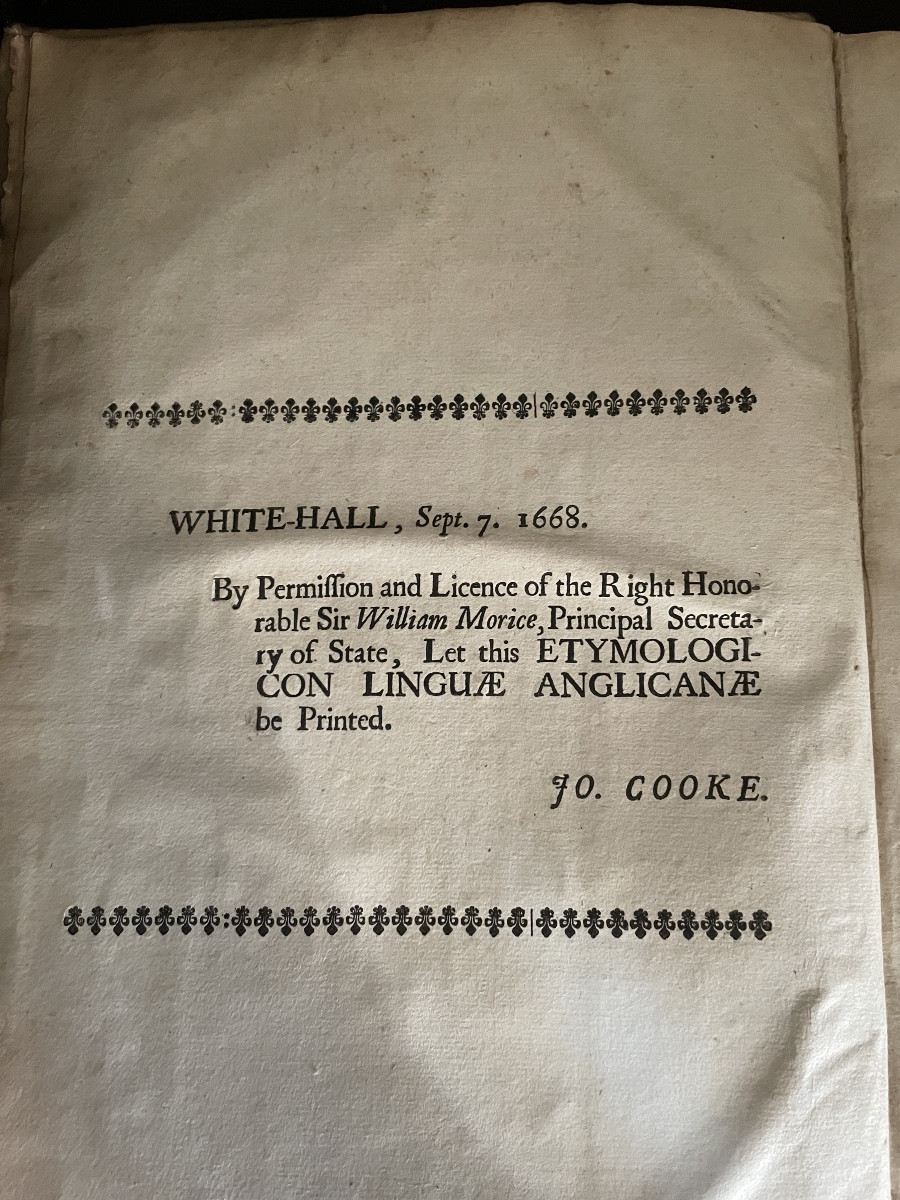 WHITE-HALL, Sept. 7. 1668.
By Permiſſion and Licence of the Right Hono-
rable Sir William Morice, Principal Secreta-
ry of State, Let this ETYMOLOGI-
CON LINGUÆ ANGLICANÆ
be Printed.
JO. COOKE.